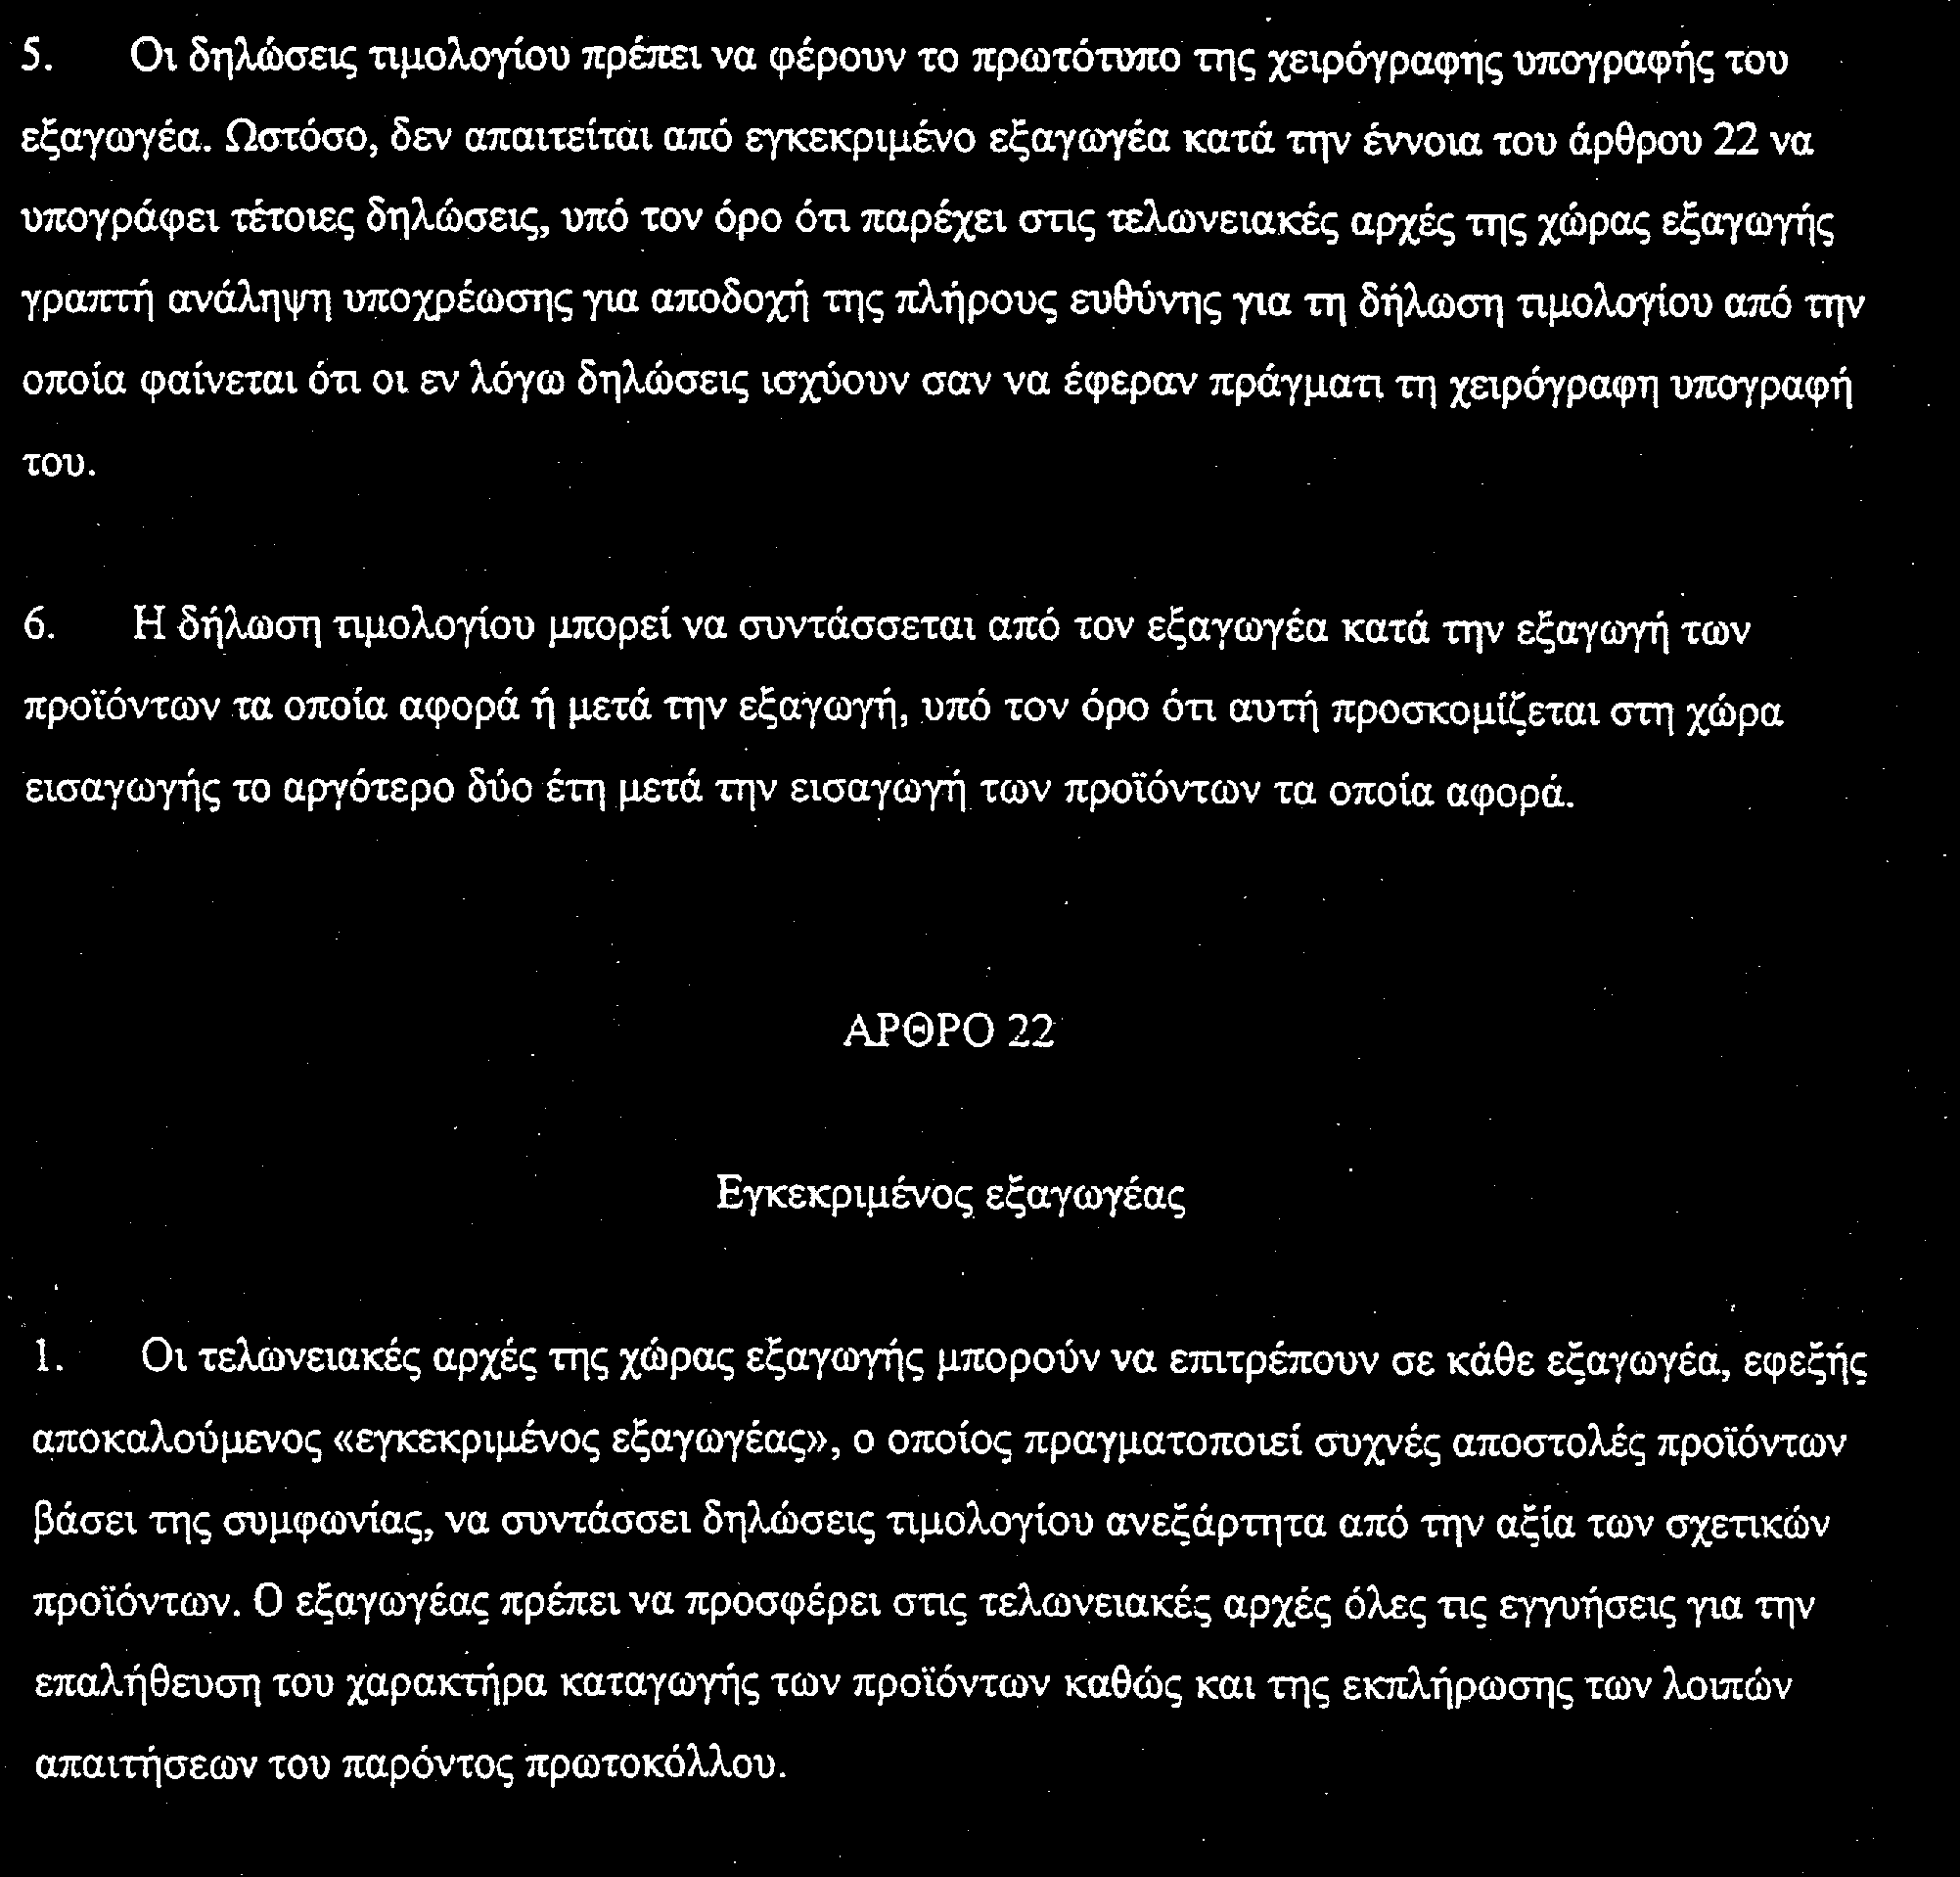 5. Οι δηλώσεις τιμολογίου πρέπει να φέρουν το πρωτότυπο της χειρόγραφης υπογραφής του
εξαγωγέα. Ωστόσο, δεν απαιτείται από εγκεκριμένο εξαγωγέα κατά την έννοια του άρθρου 22 να
υπογράφει τέτοιες δηλώσεις, υπό τον όρο ότι παρέχει στις τελωνειακές αρχές της χώρας εξαγωγής
γραπτή ανάληψη υποχρέωσης για αποδοχή της πλήρους ευθύνης για τη δήλωση τιμολογίου από την
οποία φαίνεται ότι οι εν λόγω δηλώσεις ισχύουν σαν να έφεραν πράγματι τη χειρόγραφη υπογραφή
του.
6. Η δήλωση τιμολογίου μπορεί να συντάσσεται από τον εξαγωγέα κατά την εξαγωγή των
προϊόντων τα οποία αφορά ή μετά την εξαγωγή, υπό τον όρο ότι αυτή προσκομίζεται στη χώρα
εισαγωγής το αργότερο δύο έτη μετά την εισαγωγή των προϊόντων τα οποία αφορά.
ΑΡΘΡΟ 22
Εγκεκριμένος εξαγωγέας
1. Οι τελωνειακές αρχές της χώρας εξαγωγής μπορούν να επιτρέπουν σε κάθε εξαγωγέα, εφεξής
αποκαλούμενος «εγκεκριμένος εξαγωγέας», ο οποίος πραγματοποιεί συχνές αποστολές προϊόντων
βάσει της συμφωνίας, να συντάσσει δηλώσεις τιμολογίου ανεξάρτητα από την αξία των σχετικών
προϊόντων. Ο εξαγωγέας πρέπει να προσφέρει στις τελωνειακές αρχές όλες τις εγγυήσεις για την
επαλήθευση του χαρακτήρα καταγωγής των προϊόντων καθώς και της εκπλήρωσης των λοιπών
απαιτήσεων του παρόντος πρωτοκόλλου.